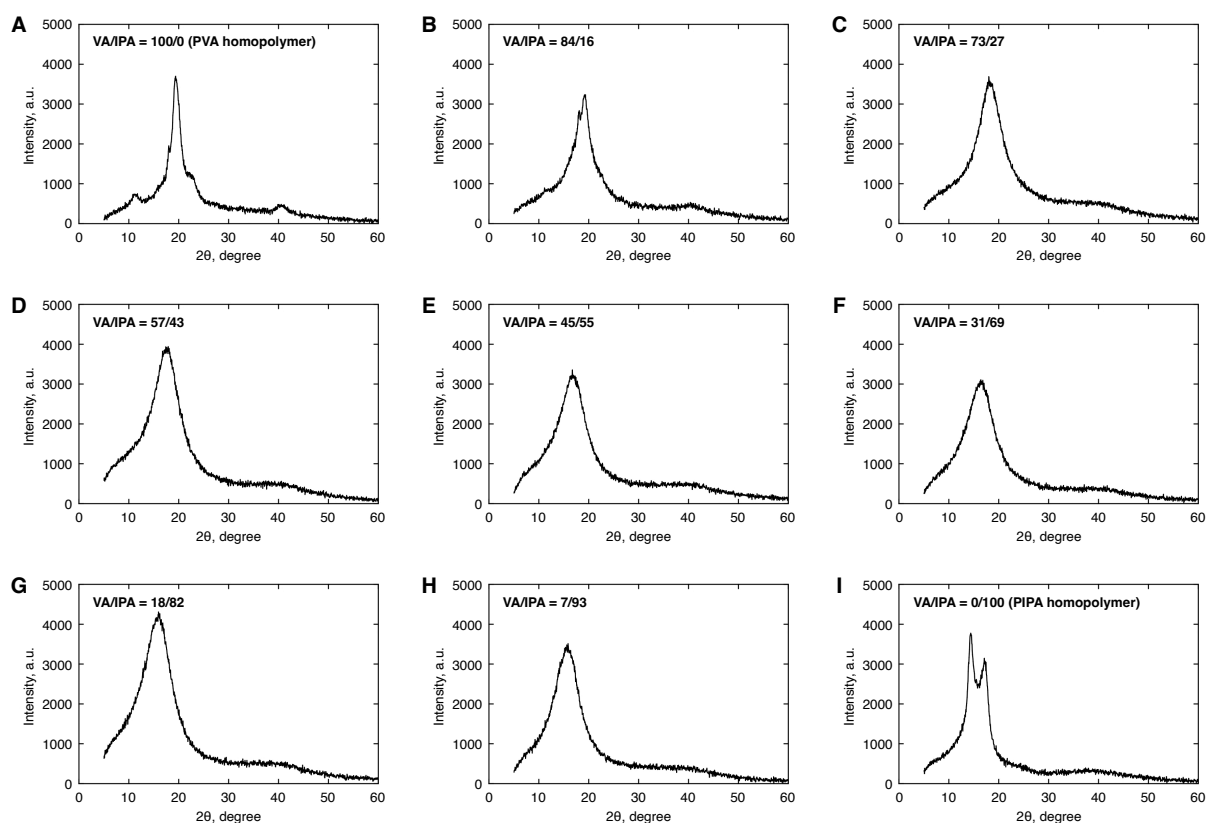 A
VA/IPA = 100/0 (PVA homopolymer)
5000
4000
3000
2000
1000
0
Intensity, a.u.
0 10 20 30 40 50 60
2θ, degree
B
VA/IPA = 84/16
5000
4000
3000
2000
1000
0
Intensity, a.u.
0 10 20 30 40 50 60
2θ, degree
C
VA/IPA = 73/27
5000
4000
3000
2000
1000
0
Intensity, a.u.
0 10 20 30 40 50 60
2θ, degree
D
VA/IPA = 57/43
5000
4000
3000
2000
1000
0
Intensity, a.u.
0 10 20 30 40 50 60
2θ, degree
E
VA/IPA = 45/55
5000
4000
3000
2000
1000
0
Intensity, a.u.
0 10 20 30 40 50 60
2θ, degree
F
VA/IPA = 31/69
5000
4000
3000
2000
1000
0
Intensity, a.u.
0 10 20 30 40 50 60
2θ, degree
G
VA/IPA = 18/82
5000
4000
3000
2000
1000
0
Intensity, a.u.
0 10 20 30 40 50 60
2θ, degree
H
VA/IPA = 7/93
5000
4000
3000
2000
1000
0
Intensity, a.u.
0 10 20 30 40 50 60
2θ, degree
I
VA/IPA = 0/100 (PIPA homopolymer)
5000
4000
3000
2000
1000
0
Intensity, a.u.
0 10 20 30 40 50 60
2θ, degree